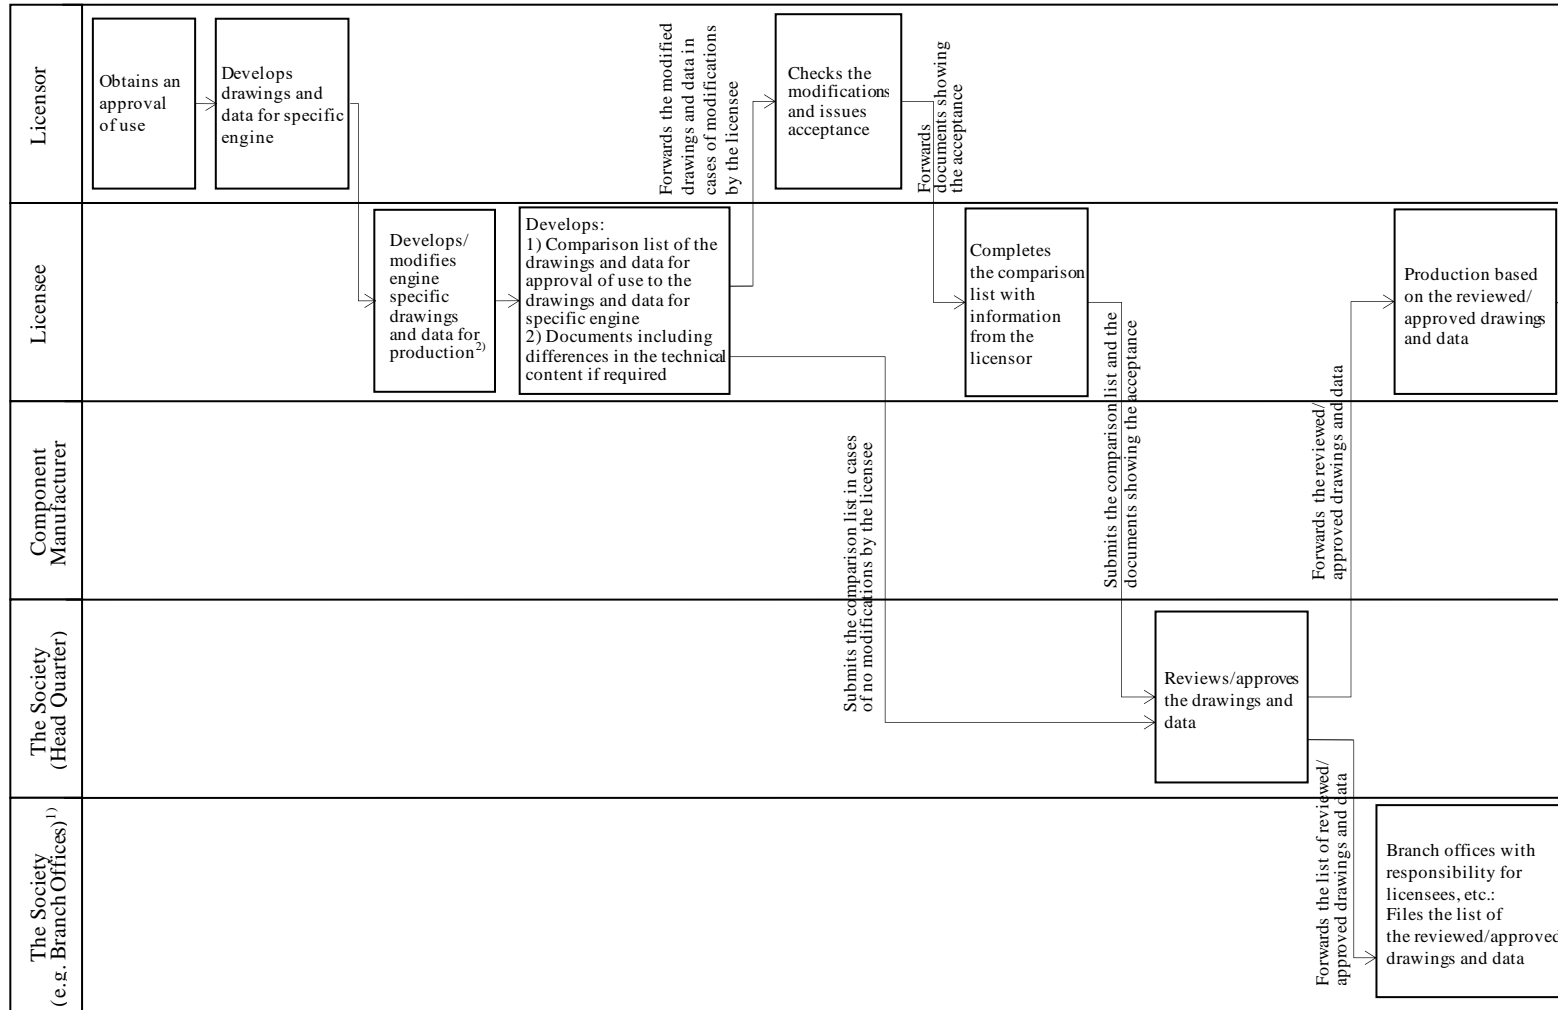 Licensor
Obtains an
approval
of use
Develops
drawings and
data for specific
engine
Forwards the modified
drawings and data in
cases of modifications
by the licensee
Checks the
modifications
and issues
acceptance
Forwards
documents showing
the acceptance
Licensee
Develops/
modifies
engine
specific
drawings
and data for
production2)
Develops:
1) Comparison list of the
drawings and data for
approval of use to the
drawings and data for
specific engine
2) Documents including
differences in the technical
content if required
Completes
the comparison
list with
information
from the
licensor
Production based
on the reviewed/
approved drawings
and data
Component
Manufacturer
Submits the comparison list in cases
of no modifications by the licensee
Submits the comparison list and the
documents showing the acceptance
Forwards the reviewed/
approved drawings and data
The Society
(Head Quarter)
Reviews/approves
the drawings and
data
The Society
(e.g. Branch Offices)1)
Forwards the list of reviewed/
approved drawings and data
Branch offices with
responsibility for
licensees, etc.:
Files the list of
the reviewed/approved
drawings and data